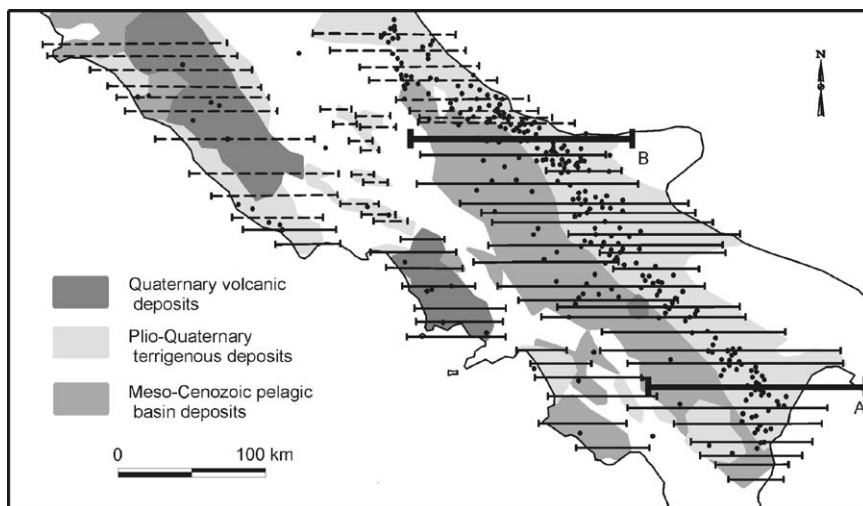 N
B
Quaternary volcanic
deposits
Plio-Quaternary
terrigenous deposits
Meso-Cenozoic pelagic
basin deposits
A
0 100 km